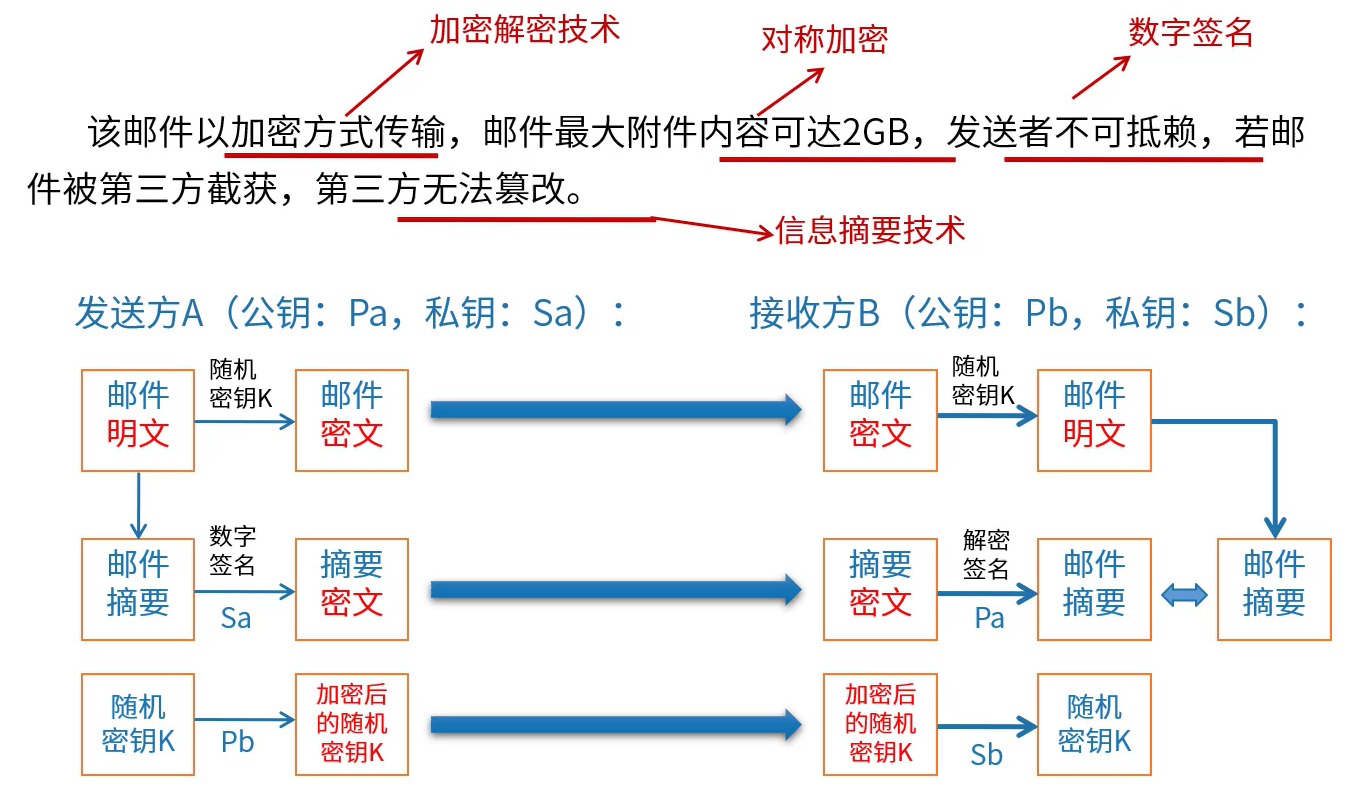 加密解密技术
对称加密
数字签名
该邮件以加密方式传输，邮件最大附件内容可达2GB，发送者不可抵赖，若邮
件被第三方截获，第三方无法篡改。
信息摘要技术
发送方A（公钥：Pa，私钥：Sa）：
接收方B（公钥：Pb，私钥：Sb）：
邮件
明文
随机
密钥K
邮件
密文
邮件
密文
随机
密钥K
邮件
明文
邮件
摘要
数字
签名
Sa
摘要
密文
摘要
密文
解密
签名
Pa
邮件
摘要
邮件
摘要
随机
密钥K
Pb
加密后
的随机
密钥K
加密后
的随机
密钥K
Sb
随机
密钥K